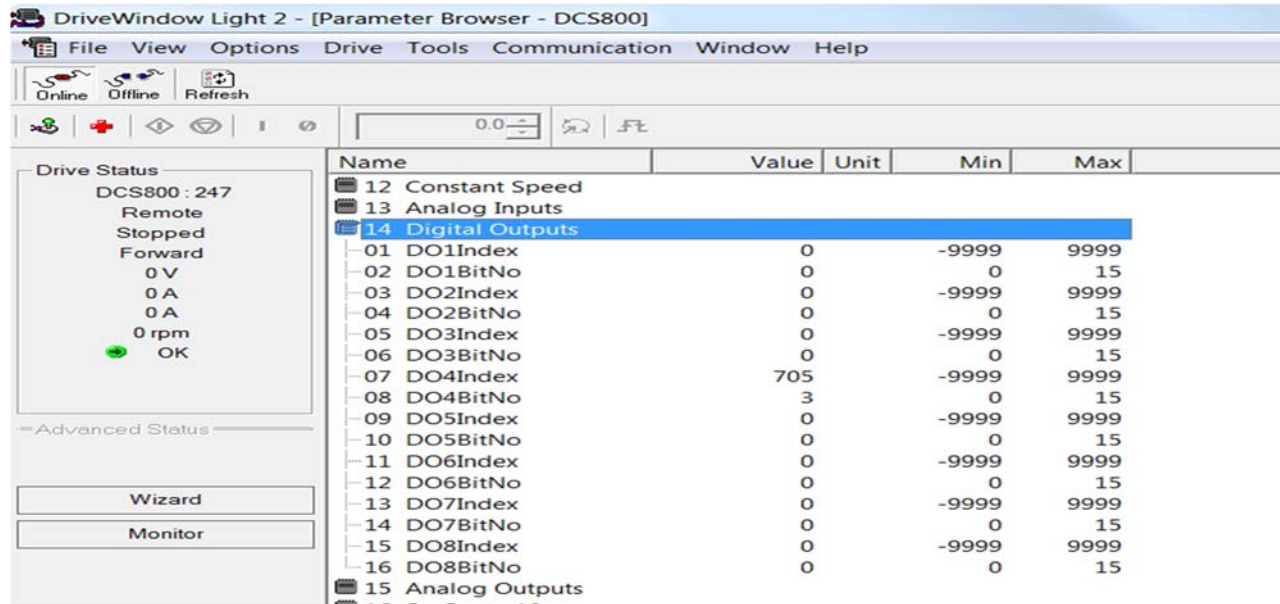 DriveWindow Light 2 - [Parameter Browser - DCS800]
File View Options Drive Tools Communication Window Help
Online Offline Refresh
0.0
Drive Status
DCS800 : 247
Remote
Stopped
Forward
0 V
0 A
0 A
0 rpm
OK
Advanced Status
Wizard
Monitor
Name Value Unit Min Max
12 Constant Speed
13 Analog Inputs
14 Digital Outputs
01 DO1Index 0 -9999 9999
02 DO1BitNo 0 0 15
03 DO2Index 0 -9999 9999
04 DO2BitNo 0 0 15
05 DO3Index 0 -9999 9999
06 DO3BitNo 0 0 15
07 DO4Index 705 -9999 9999
08 DO4BitNo 3 0 15
09 DO5Index 0 -9999 9999
10 DO5BitNo 0 0 15
11 DO6Index 0 -9999 9999
12 DO6BitNo 0 0 15
13 DO7Index 0 -9999 9999
14 DO7BitNo 0 0 15
15 DO8Index 0 -9999 9999
16 DO8BitNo 0 0 15
15 Analog Outputs